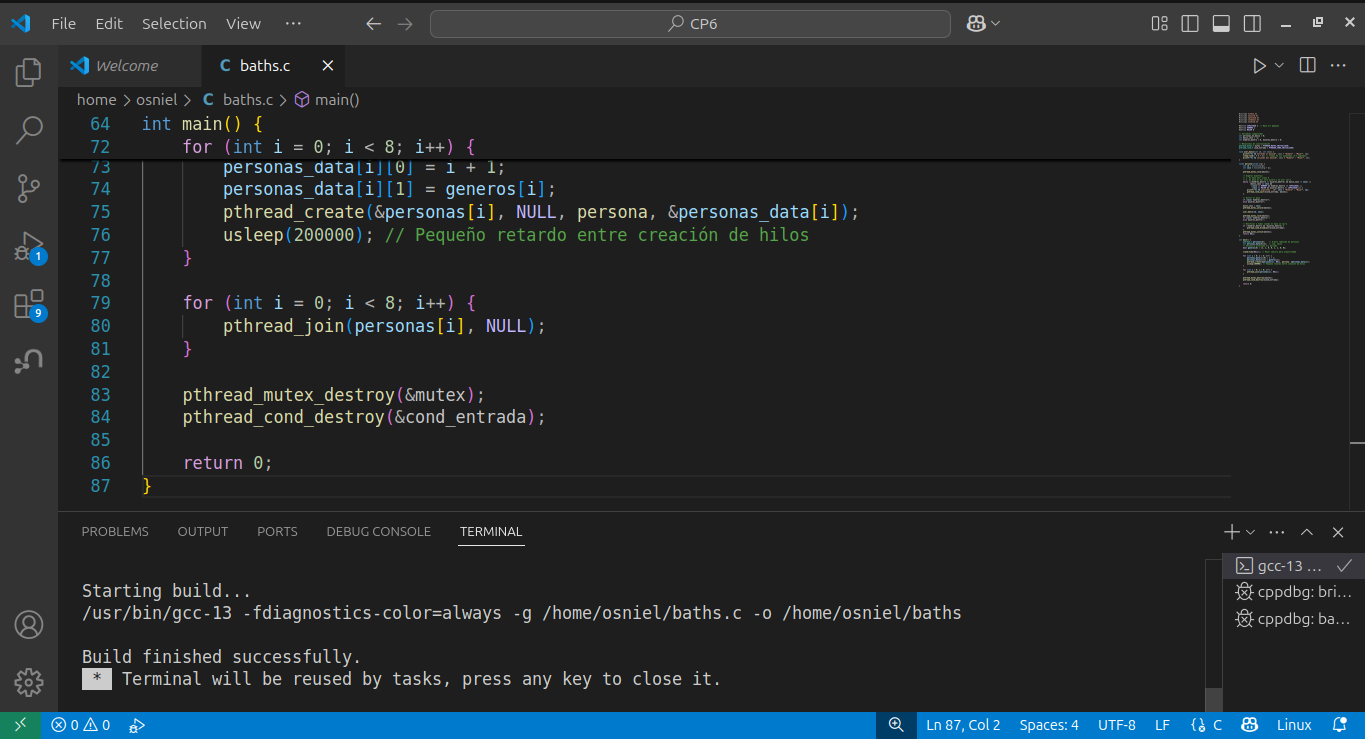 File Edit Selection View ··· CP6
Welcome C baths.c
home > osniel > C baths.c > main()
64 int main() {
72 for (int i = 0; i < 8; i++) {
73 personas_data[i][0] = i + 1;
74 personas_data[i][1] = generos[i];
75 pthread_create(&personas[i], NULL, persona, &personas_data[i]);
76 usleep(200000); // Pequeño retardo entre creación de hilos
77 }
78
79 for (int i = 0; i < 8; i++) {
80 pthread_join(personas[i], NULL);
81 }
82
83 pthread_mutex_destroy(&mutex);
84 pthread_cond_destroy(&cond_entrada);
85
86 return 0;
87 }
1
9
PROBLEMS OUTPUT PORTS DEBUG CONSOLE TERMINAL
Starting build...
/usr/bin/gcc-13 -fdiagnostics-color=always -g /home/osniel/baths.c -o /home/osniel/baths
Build finished successfully.
* Terminal will be reused by tasks, press any key to close it.
gcc-13 ...
cppdbg: bri...
cppdbg: ba...
0 0 Ln 87, Col 2 Spaces: 4 UTF-8 LF {} C Linux